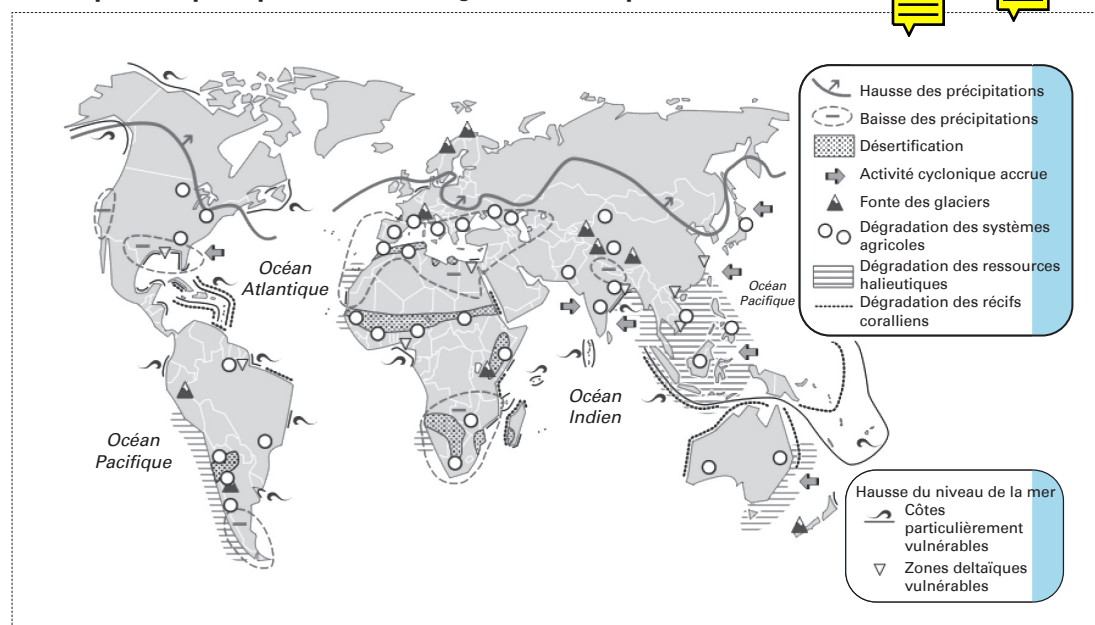 Hausse des précipitations
Baisse des précipitations
Désertification
Activité cyclonique accrue
Fonte des glaciers
Dégradation des systèmes
agricoles
Dégradation des ressources
halieutiques
Dégradation des récifs
coralliens
Océan
Atlantique
Océan
Pacifique
Océan
Indien
Océan
Pacifique
Hausse du niveau de la mer
Côtes
particulièrement
vulnérables
Zones deltaïques
vulnérables